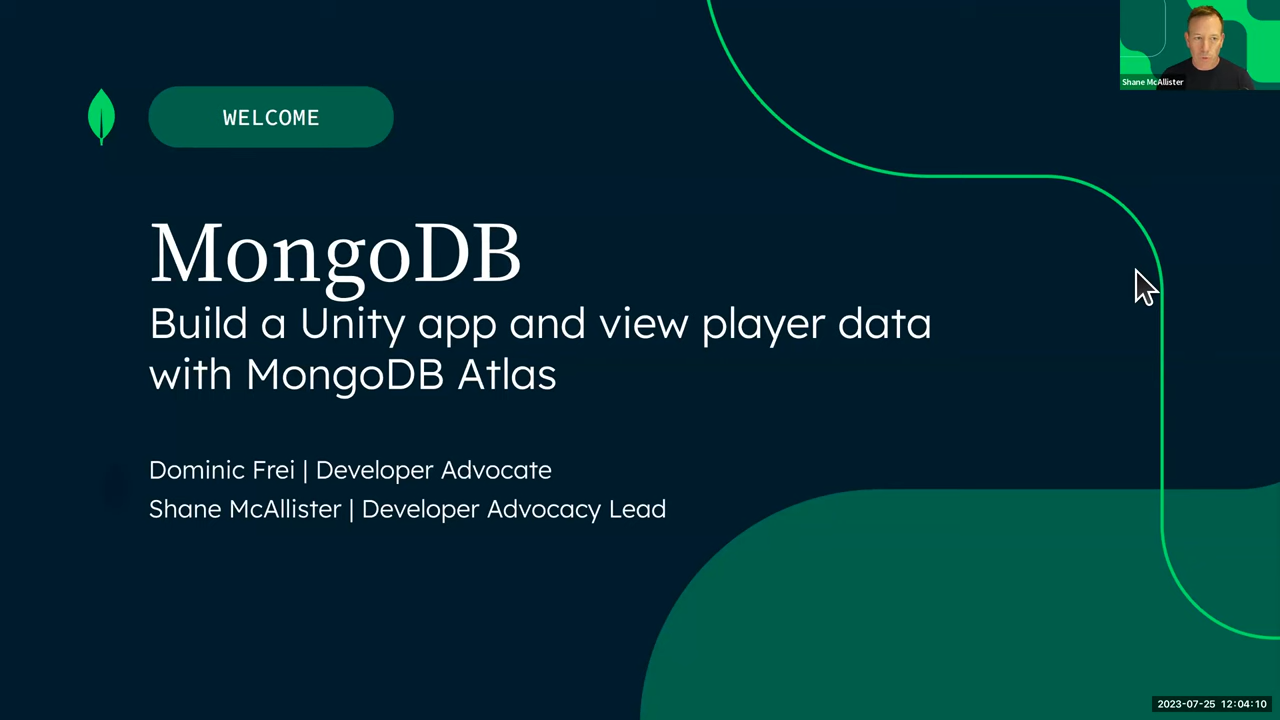 Shane McAllister
WELCOME
MongoDB
Build a Unity app and view player data
with MongoDB Atlas
Dominic Frei | Developer Advocate
Shane McAllister | Developer Advocacy Lead
2023-07-25 12:04:10